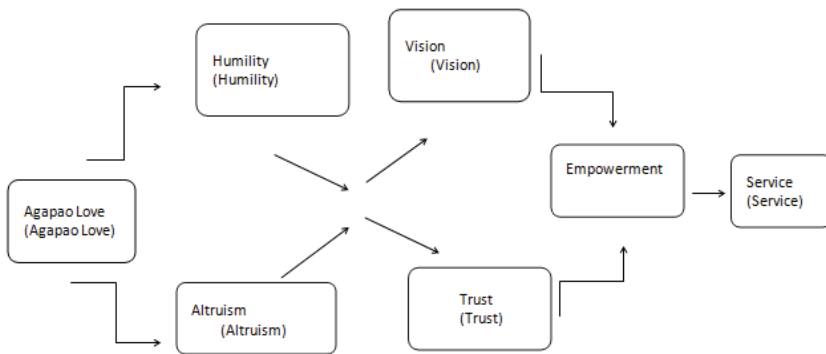 Humility
(Humility)
Vision
(Vision)
Empowerment
Service
(Service)
Agapao Love
(Agapao Love)
Altruism
(Altruism)
Trust
(Trust)